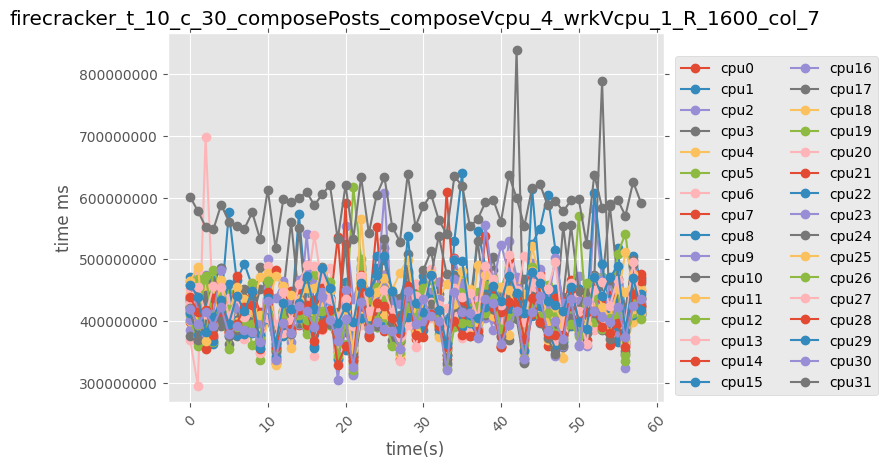 firecracker_t_10_c_30_composePosts_composeVcpu_4_wrkVcpu_1_R_1600_col_7
time ms
800000000
700000000
600000000
500000000
400000000
300000000
0
10
20
30
40
50
60
time(s)
cpu0
cpu1
cpu2
cpu3
cpu4
cpu5
cpu6
cpu7
cpu8
cpu9
cpu10
cpu11
cpu12
cpu13
cpu14
cpu15
cpu16
cpu17
cpu18
cpu19
cpu20
cpu21
cpu22
cpu23
cpu24
cpu25
cpu26
cpu27
cpu28
cpu29
cpu30
cpu31